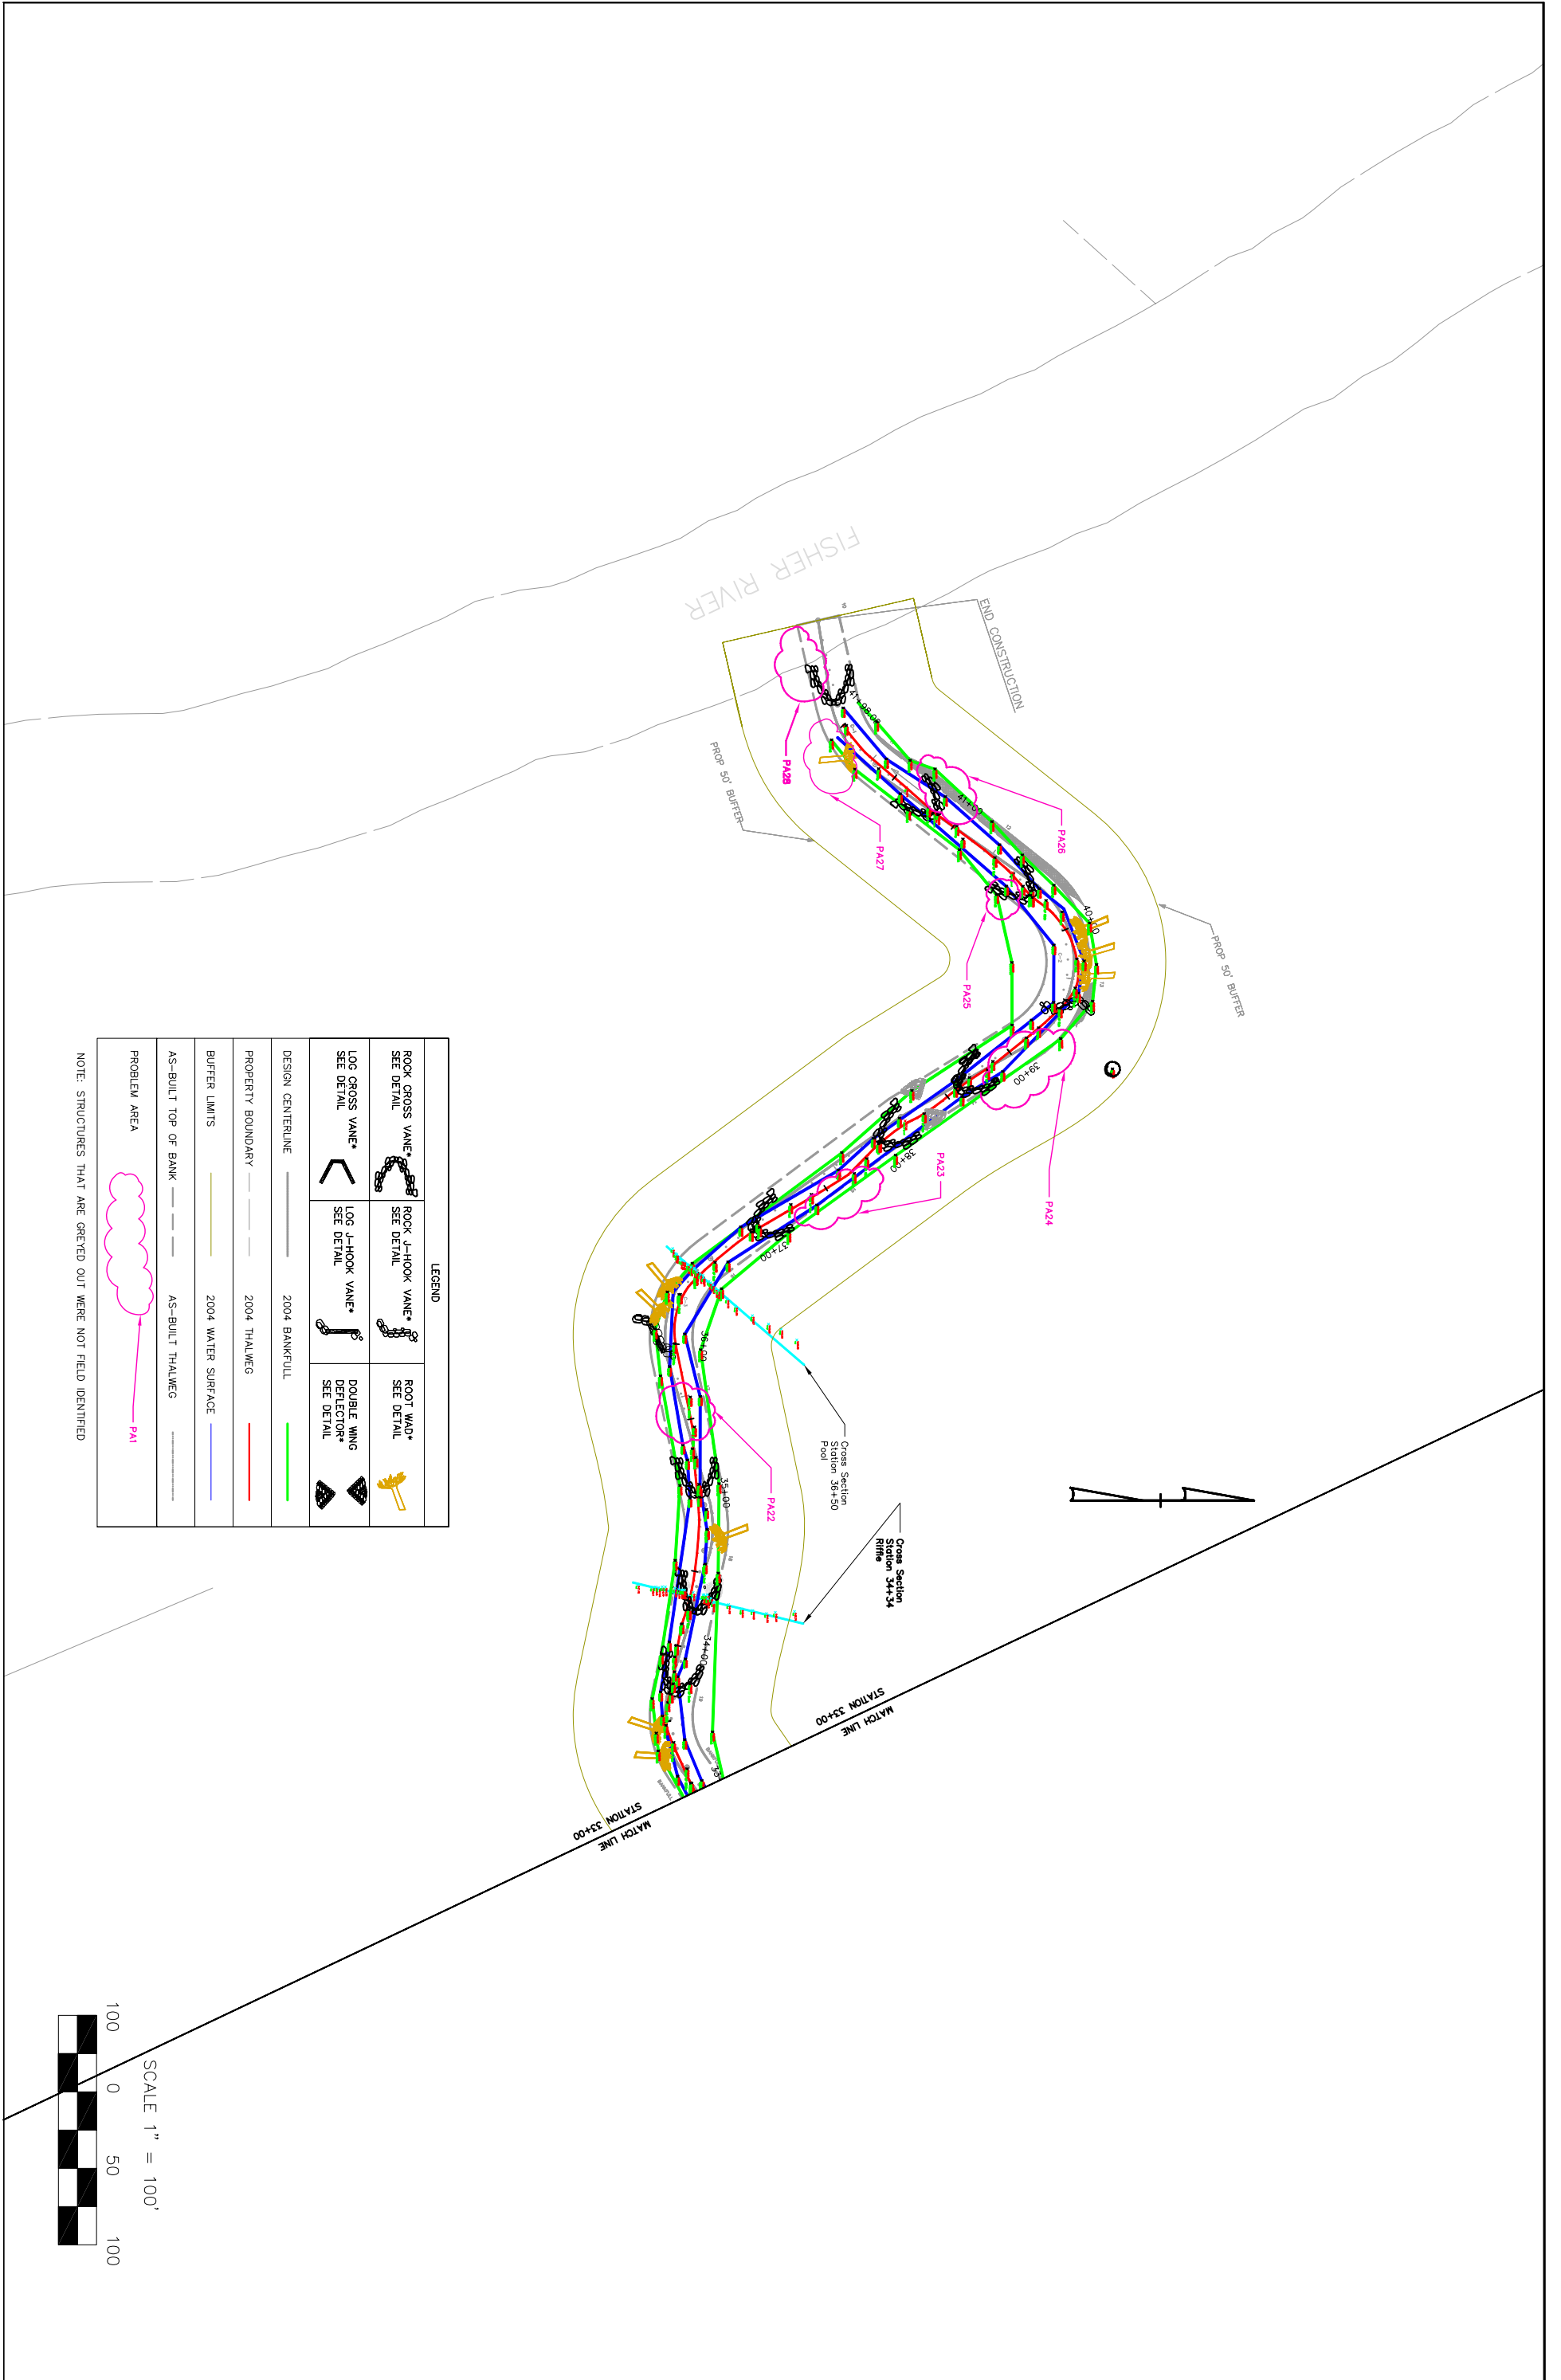 FISHER RIVER
END CONSTRUCTION
PROP 50' BUFFER
PROP 50' BUFFER
PA28
PA27
PA26
PA25
PA24
PA23
PA22
41+98.08
41+00
40+00
39+00
38+00
37+00
36+00
35+00
34+00
Cross Section
Station 36+50
Pool
Cross Section
Station 34+34
Riffle
MATCH LINE
STATION 33+00
MATCH LINE
STATION 33+00
LEGEND
ROCK CROSS VANE*
SEE DETAIL
ROCK J-HOOK VANE*
SEE DETAIL
ROOT WAD*
SEE DETAIL
LOG CROSS VANE*
SEE DETAIL
LOG J-HOOK VANE*
SEE DETAIL
DOUBLE WING
DEFLECTOR*
SEE DETAIL
DESIGN CENTERLINE
2004 BANKFULL
PROPERTY BOUNDARY
2004 THALWEG
BUFFER LIMITS
2004 WATER SURFACE
AS-BUILT TOP OF BANK
AS-BUILT THALWEG
PROBLEM AREA
PA1
NOTE: STRUCTURES THAT ARE GREYED OUT WERE NOT FIELD IDENTIFIED
SCALE 1" = 100'
100 0 50 100